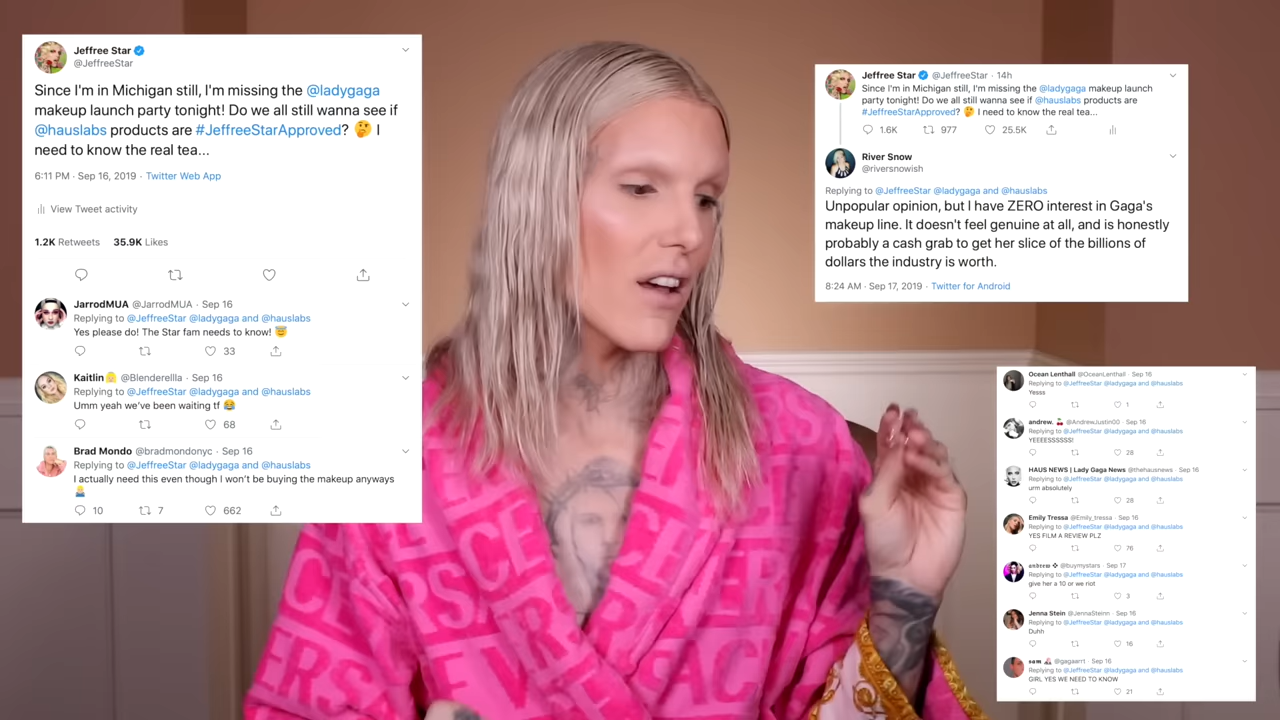 Jeffree Star
@JeffreeStar
Since I'm in Michigan still, I'm missing the @ladygaga
makeup launch party tonight! Do we all still wanna see if
@hauslabs products are #JeffreeStarApproved? 🤔 I
need to know the real tea...
6:11 PM · Sep 16, 2019 · Twitter Web App
View Tweet activity
1.2K Retweets 35.9K Likes
JarrodMUA @JarrodMUA · Sep 16
Replying to @JeffreeStar @ladygaga and @hauslabs
Yes please do! The Star fam needs to know! 😇
33
Kaitlin @Blenderellla · Sep 16
Replying to @JeffreeStar @ladygaga and @hauslabs
Umm yeah we've been waiting tf 😂
68
Brad Mondo @bradmondonyc · Sep 16
Replying to @JeffreeStar @ladygaga and @hauslabs
I actually need this even though I won't be buying the makeup anyways
10 7 662
Jeffree Star @JeffreeStar · 14h
Since I'm in Michigan still, I'm missing the @ladygaga makeup launch
party tonight! Do we all still wanna see if @hauslabs products are
#JeffreeStarApproved? 🤔 I need to know the real tea...
1.6K 977 25.5K
River Snow
@riversnowish
Replying to @JeffreeStar @ladygaga and @hauslabs
Unpopular opinion, but I have ZERO interest in Gaga's
makeup line. It doesn't feel genuine at all, and is honestly
probably a cash grab to get her slice of the billions of
dollars the industry is worth.
8:24 AM · Sep 17, 2019 · Twitter for Android
Ocean Lenthall @OceanLenthall · Sep 16
Replying to @JeffreeStar @ladygaga and @hauslabs
Yesss
1
andrew. 🍒 @AndrewJustin00 · Sep 16
Replying to @JeffreeStar @ladygaga and @hauslabs
YEEEESSSSSS!
28
HAUS NEWS | Lady Gaga News @thehausnews · Sep 16
Replying to @JeffreeStar @ladygaga and @hauslabs
urm absolutely
28
Emily Tressa @Emily_tressa · Sep 16
Replying to @JeffreeStar @ladygaga and @hauslabs
YES FILM A REVIEW PLZ
76
@buymystars · Sep 17
Replying to @JeffreeStar @ladygaga and @hauslabs
give her a 10 or we riot
3
Jenna Stein @JennaSteinn · Sep 16
Replying to @JeffreeStar @ladygaga and @hauslabs
Duhh
16
sam @gagaarrt · Sep 16
Replying to @JeffreeStar @ladygaga and @hauslabs
GIRL YES WE NEED TO KNOW
21